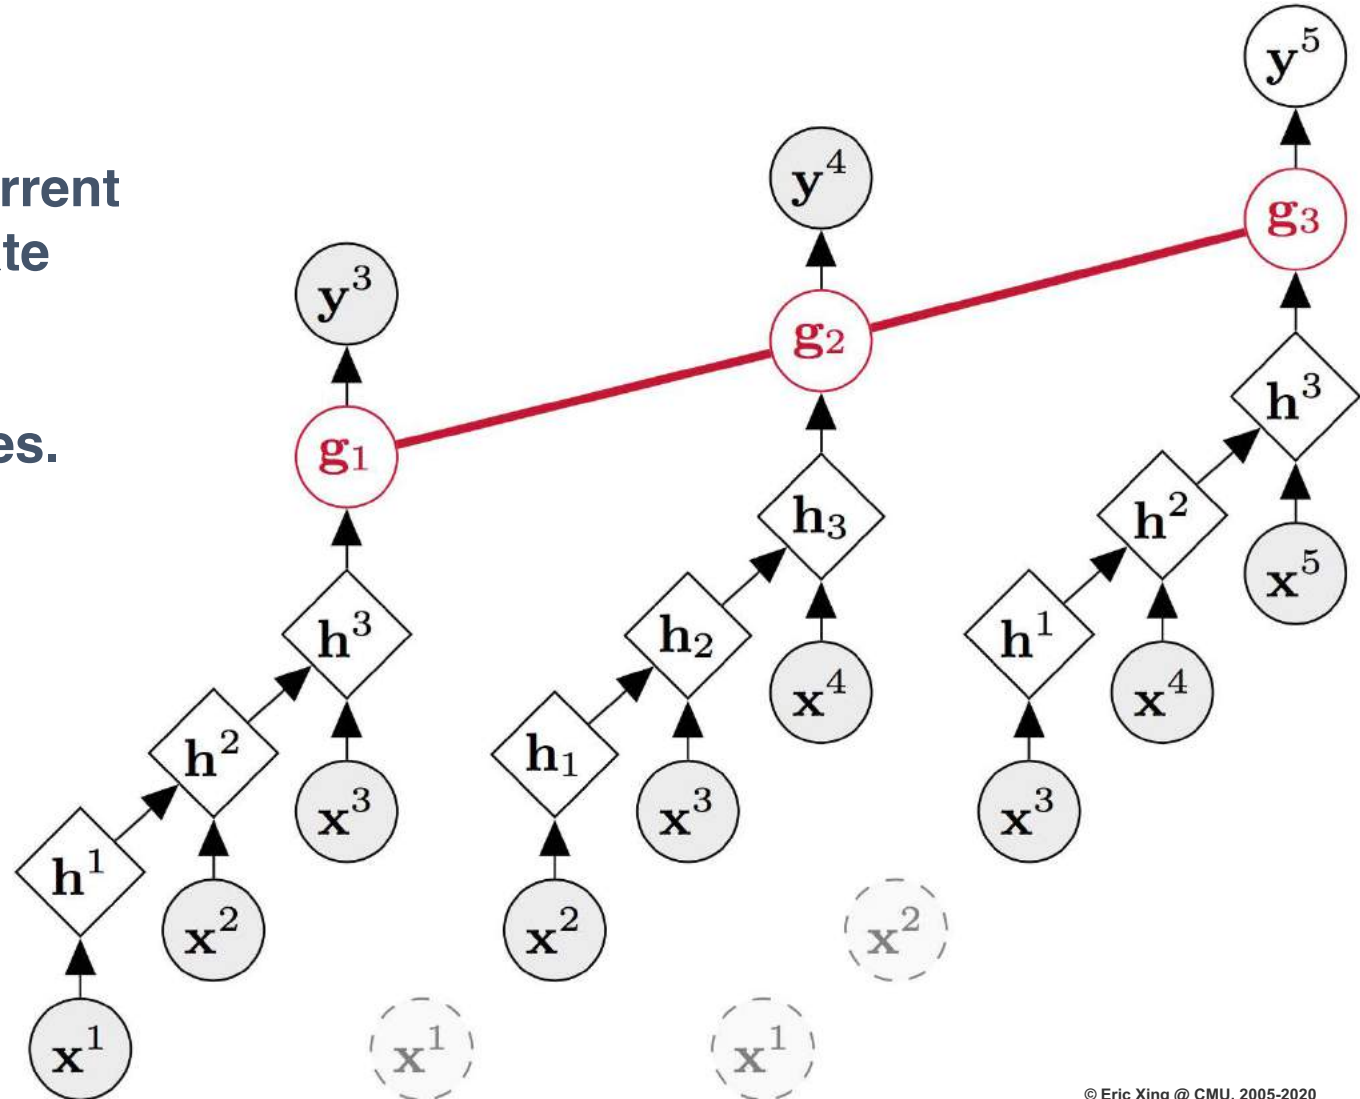 y⁵
y⁴
rrent
g₃
te
y³
g₂
h³
es.
g₁
h₃ h²
x⁵
h³ h₂ h¹
x⁴ x⁴
h² h₁
x³ x³ x³
h¹
x² x² x²
x¹ x¹ x¹
© Eric Xing @ CMU, 2005-2020